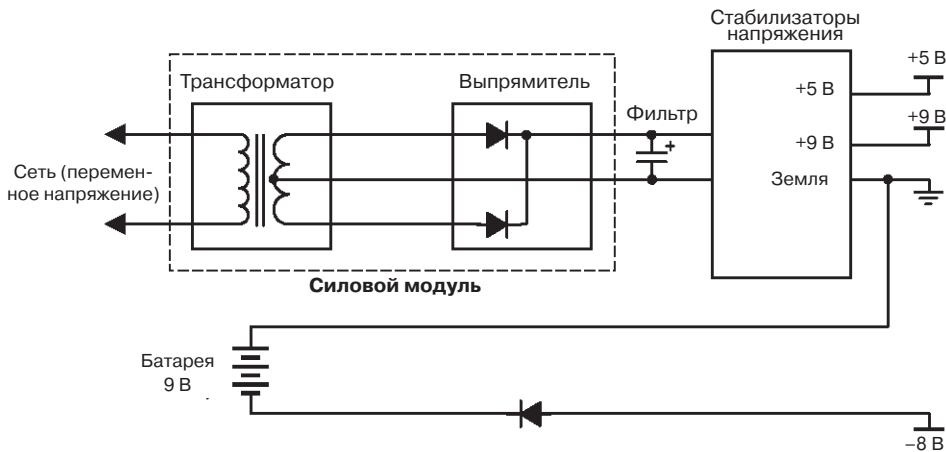 Стабилизаторы
напряжения
Трансформатор
Выпрямитель
Фильтр
+
+5 В
+5 В
+9 В
+9 В
Земля
Сеть (перемен-
ное напряжение)
Силовой модуль
Батарея
9 В
–8 В